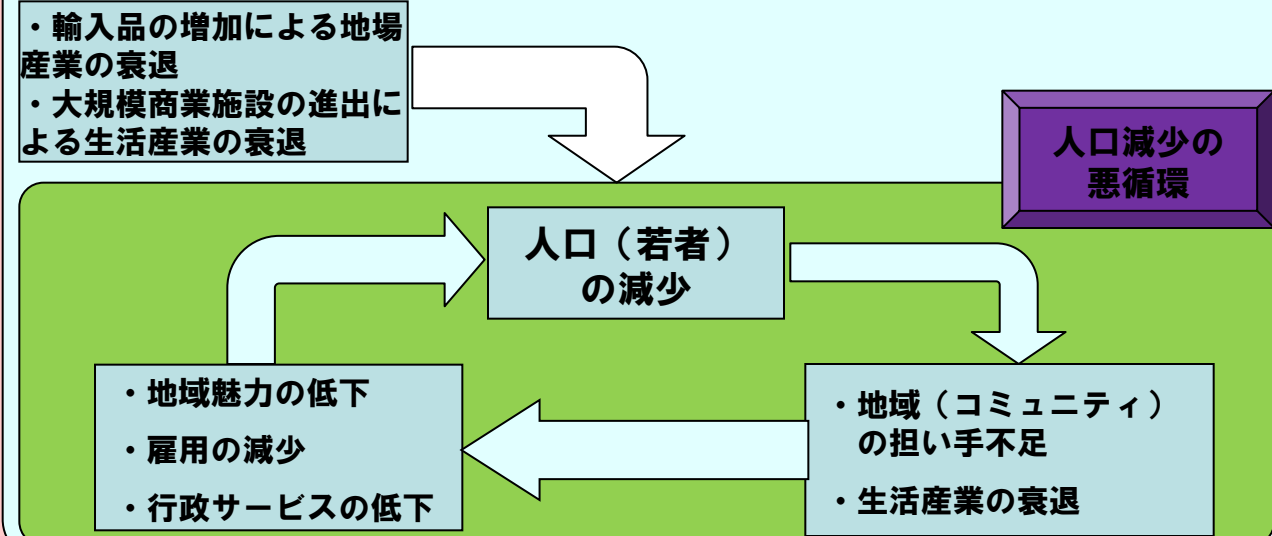 ・輸入品の増加による地場
産業の衰退
・大規模商業施設の進出に
よる生活産業の衰退
人口減少の
悪循環
人口（若者）
の減少
・地域魅力の低下
・雇用の減少
・行政サービスの低下
・地域（コミュニティ）
の担い手不足
・生活産業の衰退